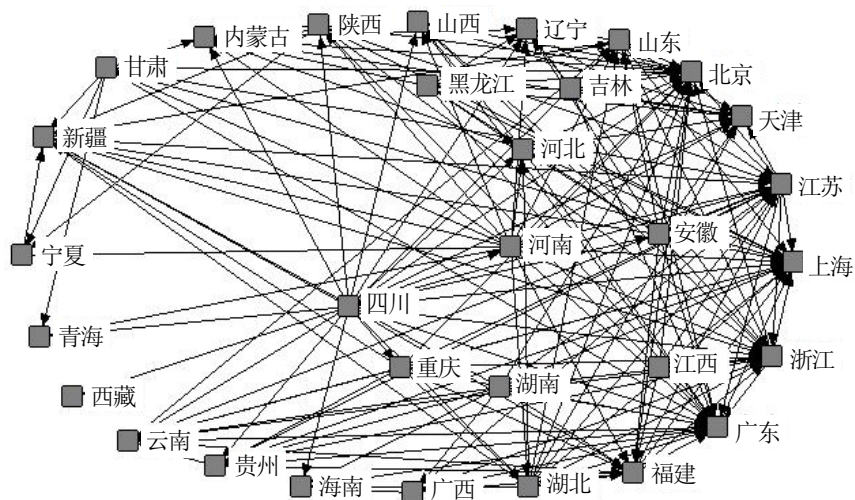 内蒙古
陕西
山西
辽宁
山东
甘肃
黑龙江
吉林
北京
天津
新疆
河北
江苏
宁夏
河南
安徽
上海
四川
青海
重庆
湖南
江西
浙江
西藏
云南
贵州
海南
广西
湖北
福建
广东